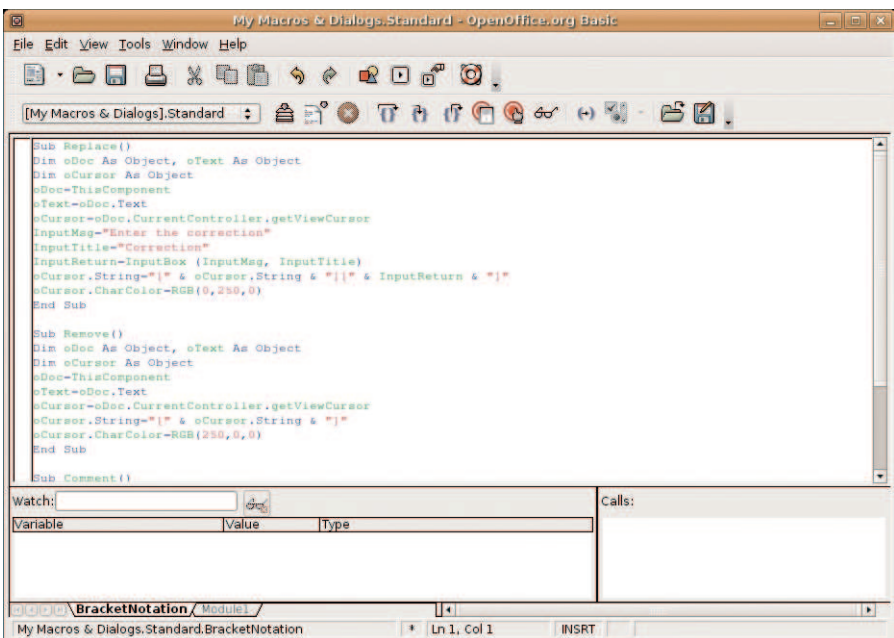 My Macros & Dialogs.Standard - OpenOffice.org Basic
File Edit View Tools Window Help
[My Macros & Dialogs].Standard
Sub Replace()
Dim oDoc As Object, oText As Object
Dim oCursor As Object
oDoc=ThisComponent
oText=oDoc.Text
oCursor=oDoc.CurrentController.getViewCursor
InputMsg="Enter the correction"
InputTitle="Correction"
InputReturn=InputBox (InputMsg, InputTitle)
oCursor.String="[" & oCursor.String & "][" & InputReturn & "]"
oCursor.CharColor=RGB(0,250,0)
End Sub
Sub Remove()
Dim oDoc As Object, oText As Object
Dim oCursor As Object
oDoc=ThisComponent
oText=oDoc.Text
oCursor=oDoc.CurrentController.getViewCursor
oCursor.String="[" & oCursor.String & "]"
oCursor.CharColor=RGB(250,0,0)
End Sub
Sub Comment()
Watch:
Calls:
Variable Value Type
BracketNotation Module1
My Macros & Dialogs.Standard.BracketNotation * Ln 1, Col 1 INSRT